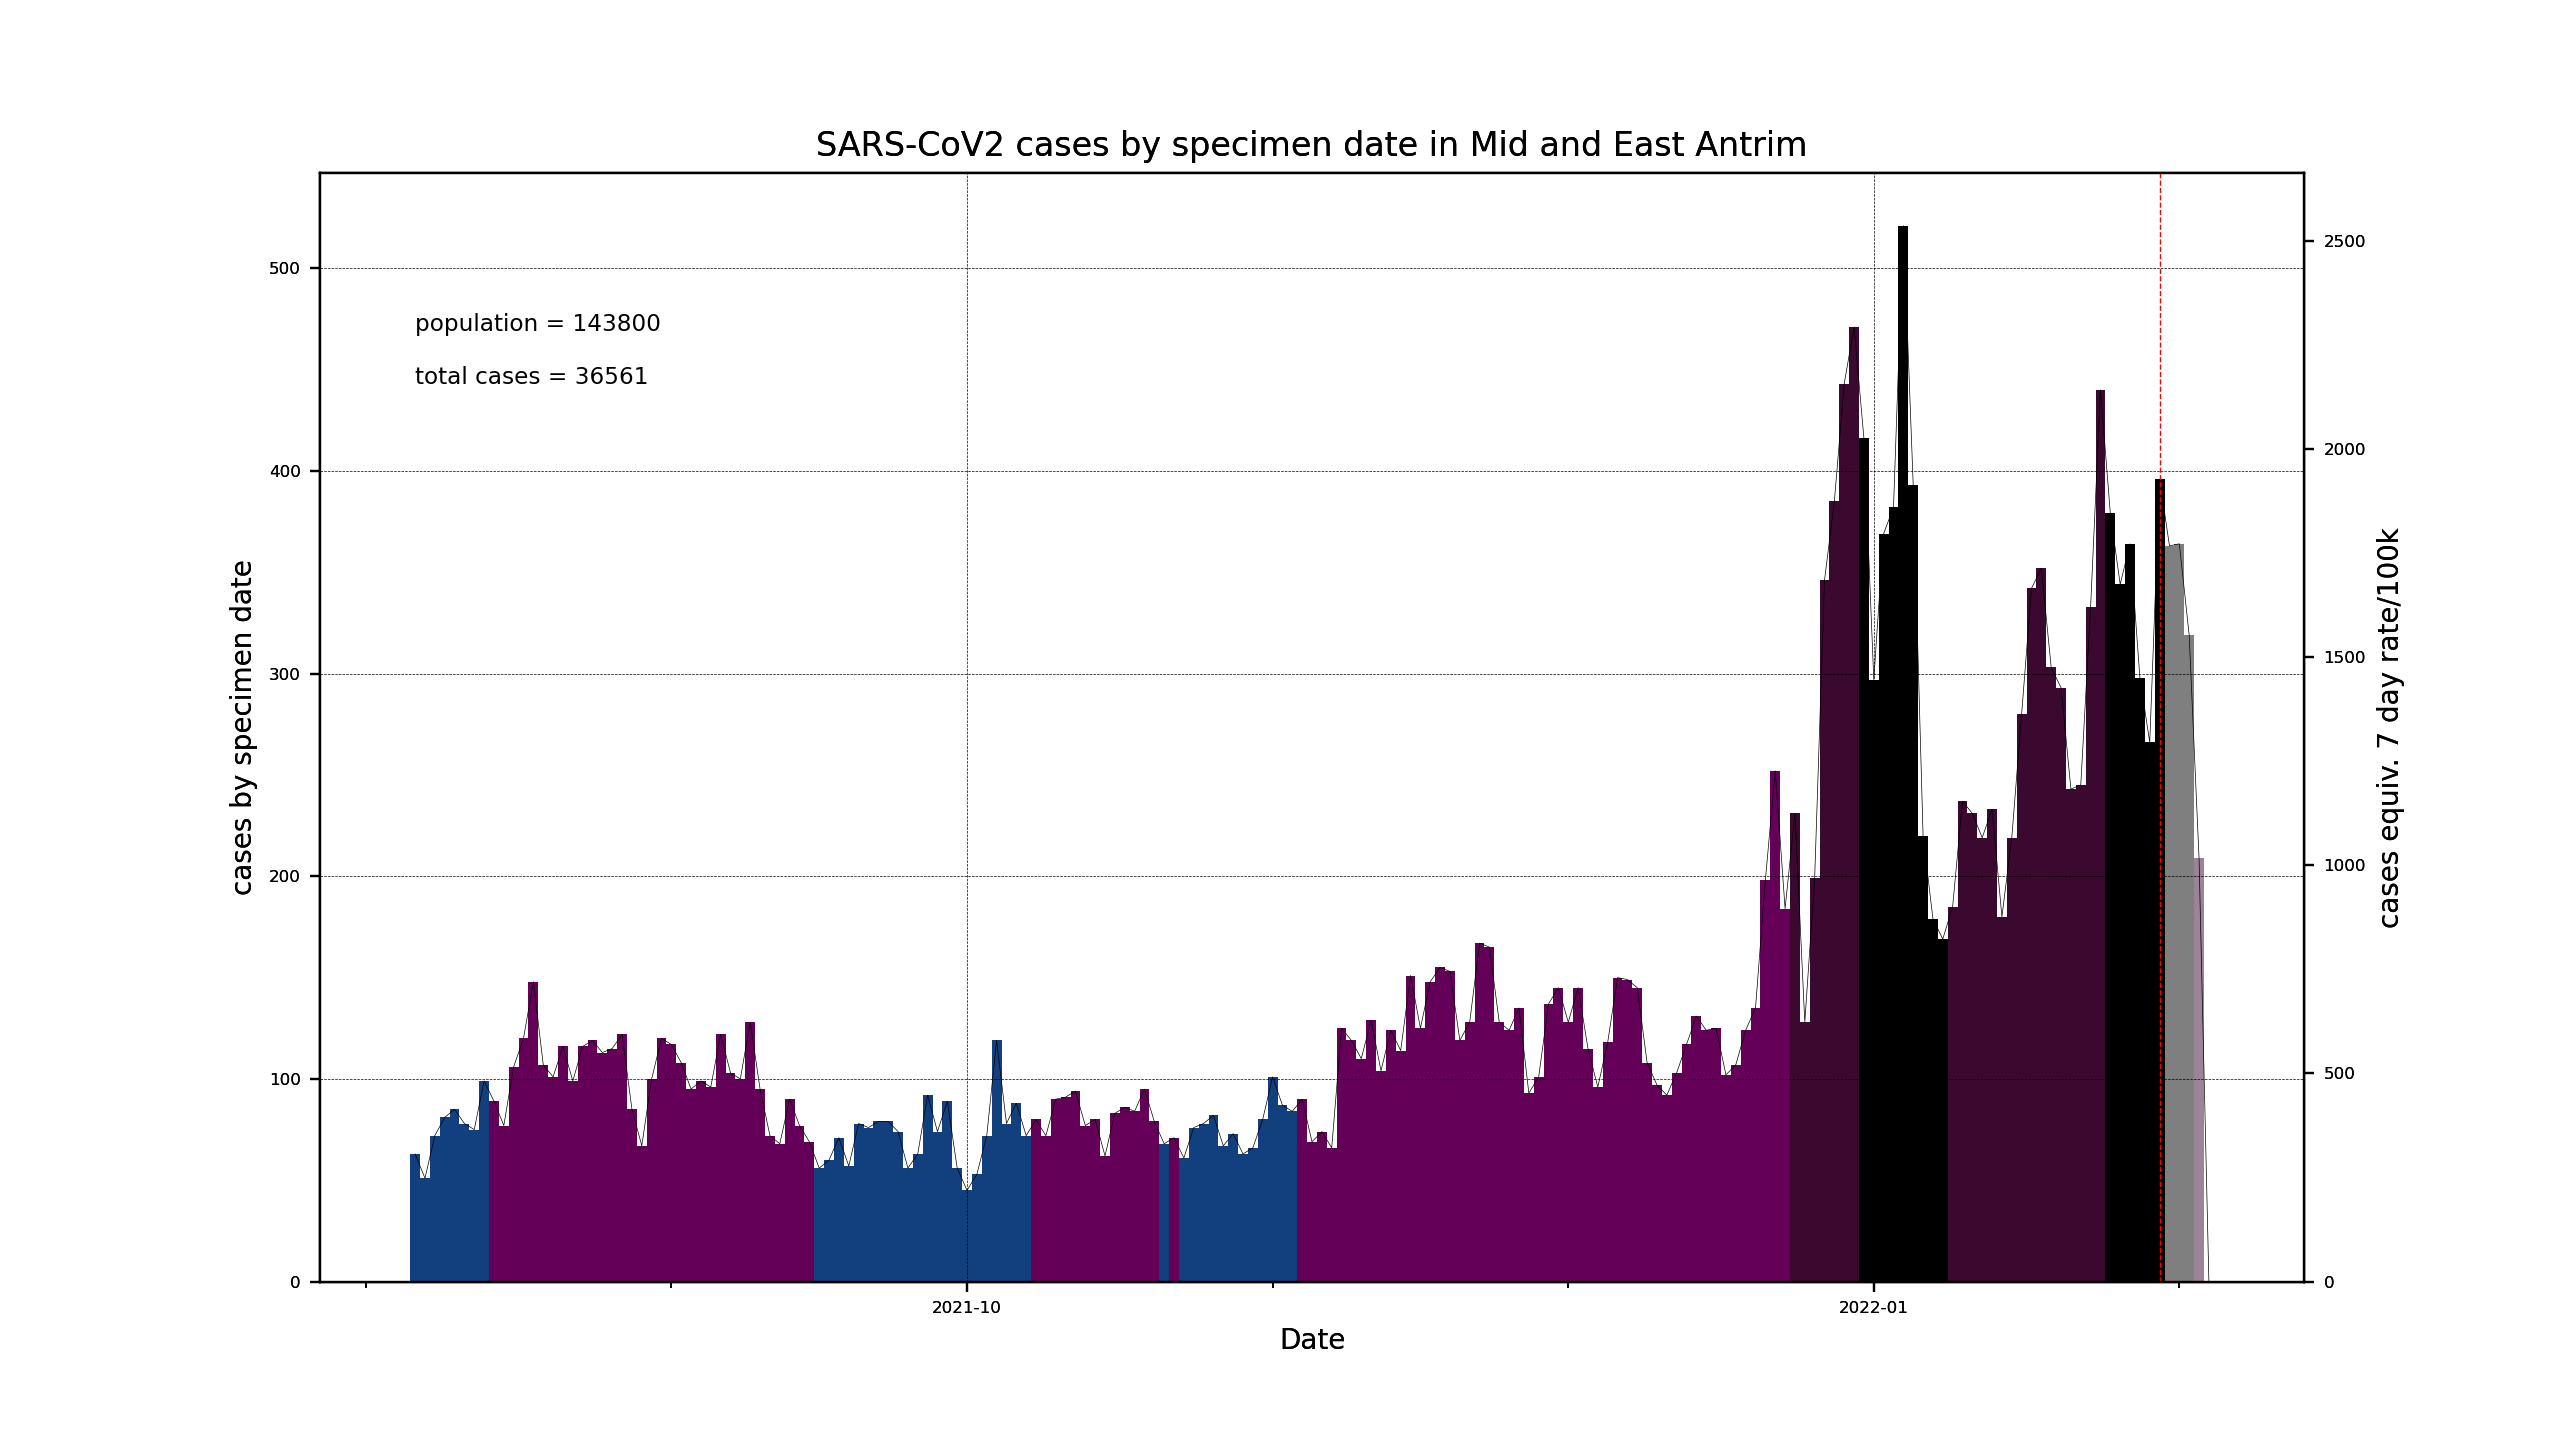 SARS-CoV2 cases by specimen date in Mid and East Antrim
population = 143800
total cases = 36561
cases by specimen date
500
400
300
200
100
0
2500
2000
1500
1000
500
0
cases equiv. 7 day rate/100k
2021-10
2022-01
Date